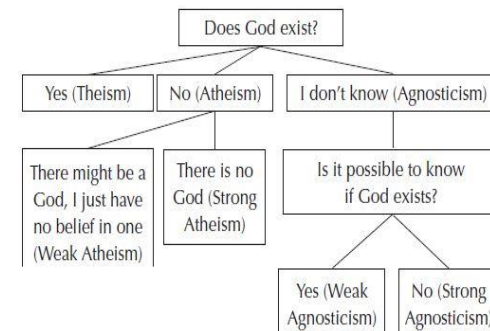 Does God exist?
Yes (Theism)
No (Atheism)
I don't know (Agnosticism)
There might be a
God, I just have
no belief in one
(Weak Atheism)
There is no
God (Strong
Atheism)
Is it possible to know
if God exists?
Yes (Weak
Agnosticism)
No (Strong
Agnosticism)